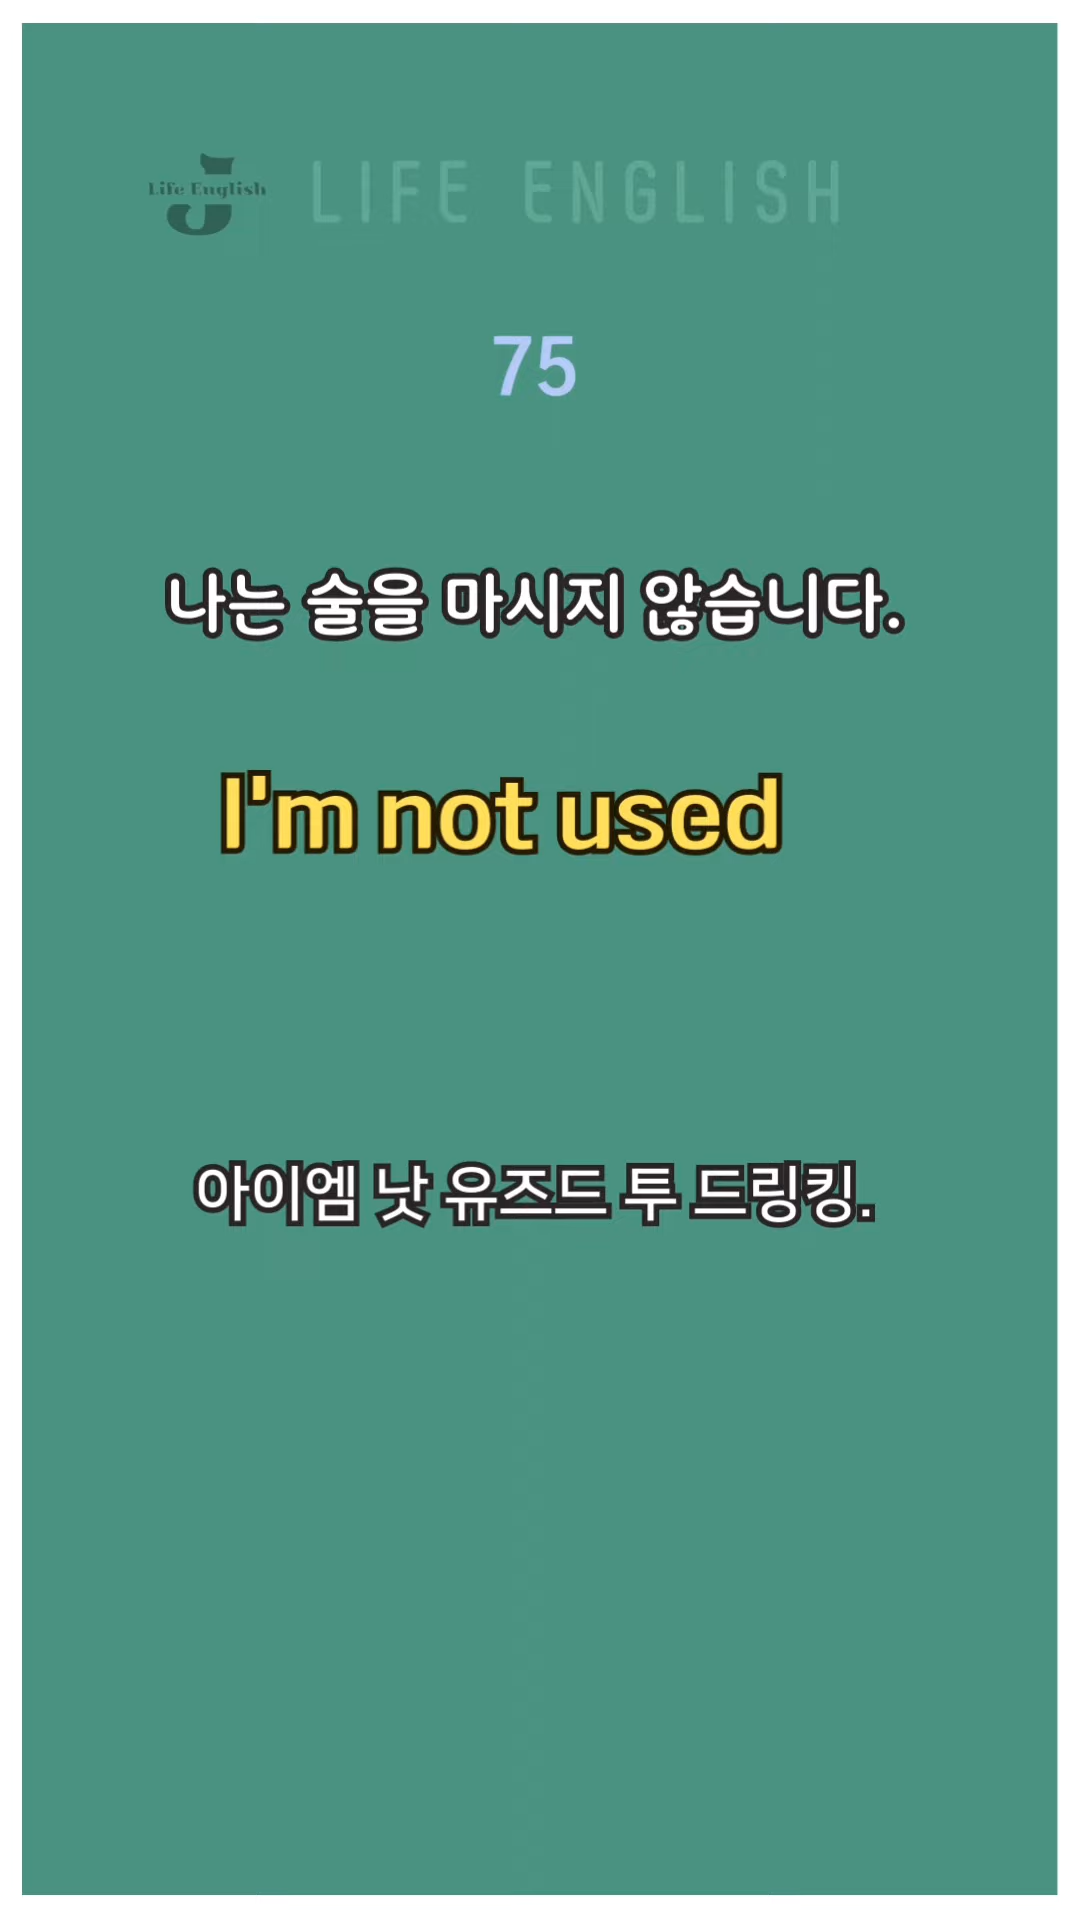 Life English
LIFE ENGLISH
75
나는 술을 마시지 않습니다.
I'm not used
아이엠 낫 유즈드 투 드링킹.